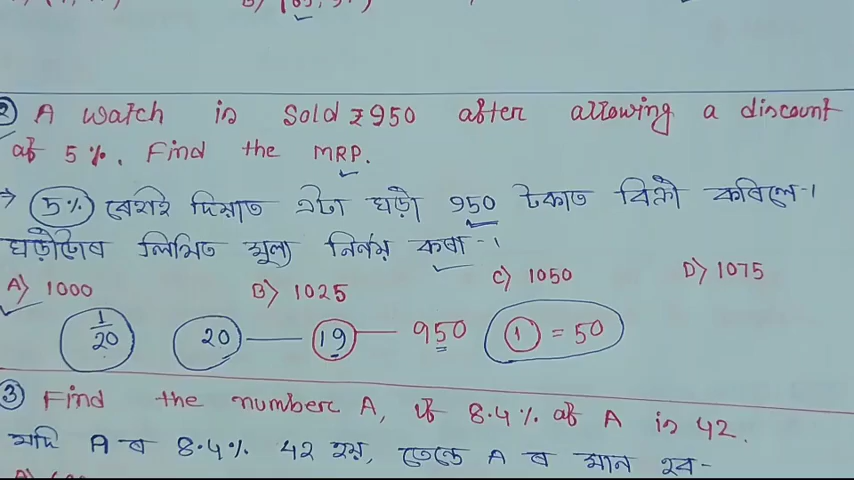 ② A watch is sold ₹950 after allowing a discount
of 5%. Find the MRP.
→ 5% ৰেহাই দিয়াত এটা ঘড়ী 950 টকাত বিক্ৰী কৰিলে।
ঘড়ীটোৰ লিখিত মূল্য নিৰ্নয় কৰা -।
A) 1000 B) 1025 C) 1050 D) 1075
1/20 20 — 19 — 950 ① = 50
③ Find the number A, if 8.4% of A is 42.
যদি A ৰ 8.4% 42 হয়, তেন্তে A ৰ মান হব-